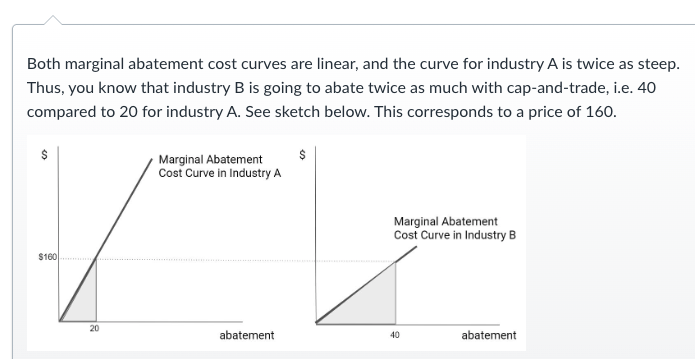 Both marginal abatement cost curves are linear, and the curve for industry A is twice as steep.
Thus, you know that industry B is going to abate twice as much with cap-and-trade, i.e. 40
compared to 20 for industry A. See sketch below. This corresponds to a price of 160.
$
Marginal Abatement
Cost Curve in Industry A
$160
20
abatement
$
Marginal Abatement
Cost Curve in Industry B
40
abatement